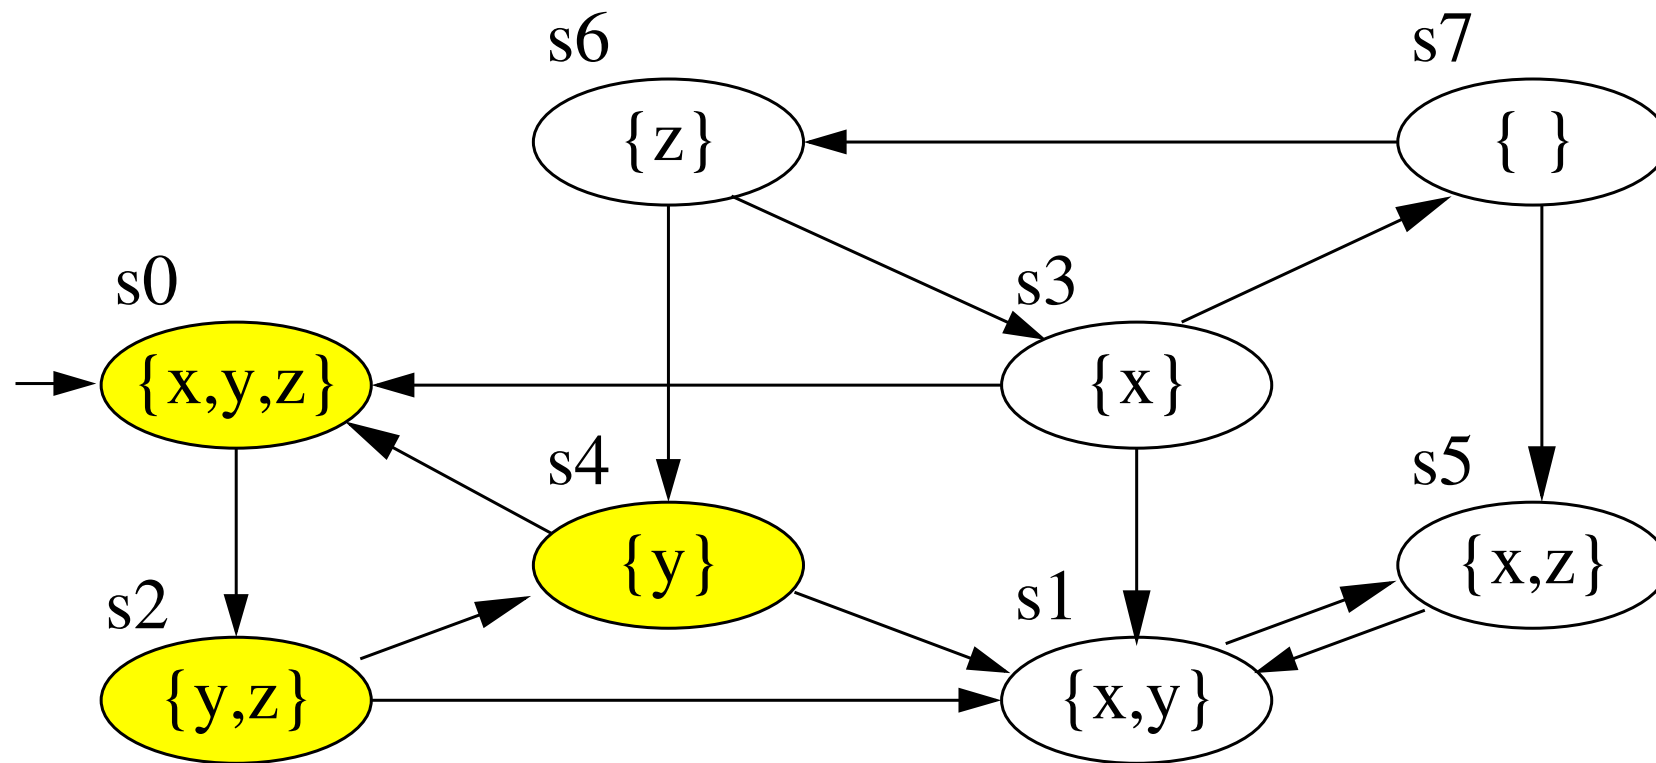 s6
s7
{z}
{ }
s0
s3
{x,y,z}
{x}
s4
s5
{y}
{x,z}
s2
s1
{y,z}
{x,y}